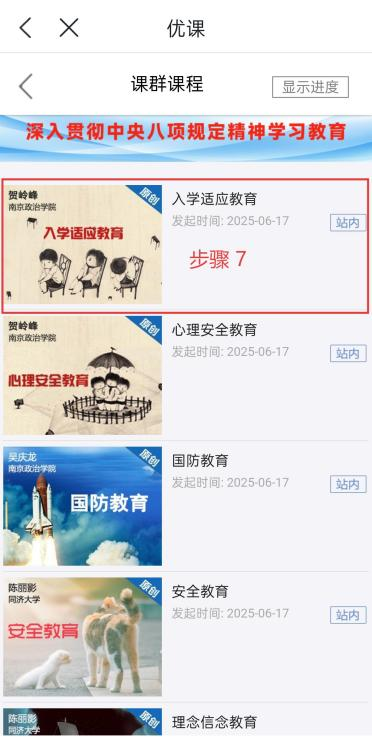 优课
课群课程
显示进度
深入贯彻中央八项规定精神学习教育
贺岭峰
南京政治学院
原创
入学适应教育
入学适应教育
发起时间: 2025-06-17
站内
步骤 7
贺岭峰
南京政治学院
原创
心理安全教育
心理安全教育
发起时间: 2025-06-17
站内
吴庆龙
南京政治学院
原创
国防教育
国防教育
发起时间: 2025-06-17
站内
陈丽影
同济大学
原创
安全教育
安全教育
发起时间: 2025-06-17
站内
陈丽影
同济大学
原创
理念信念教育